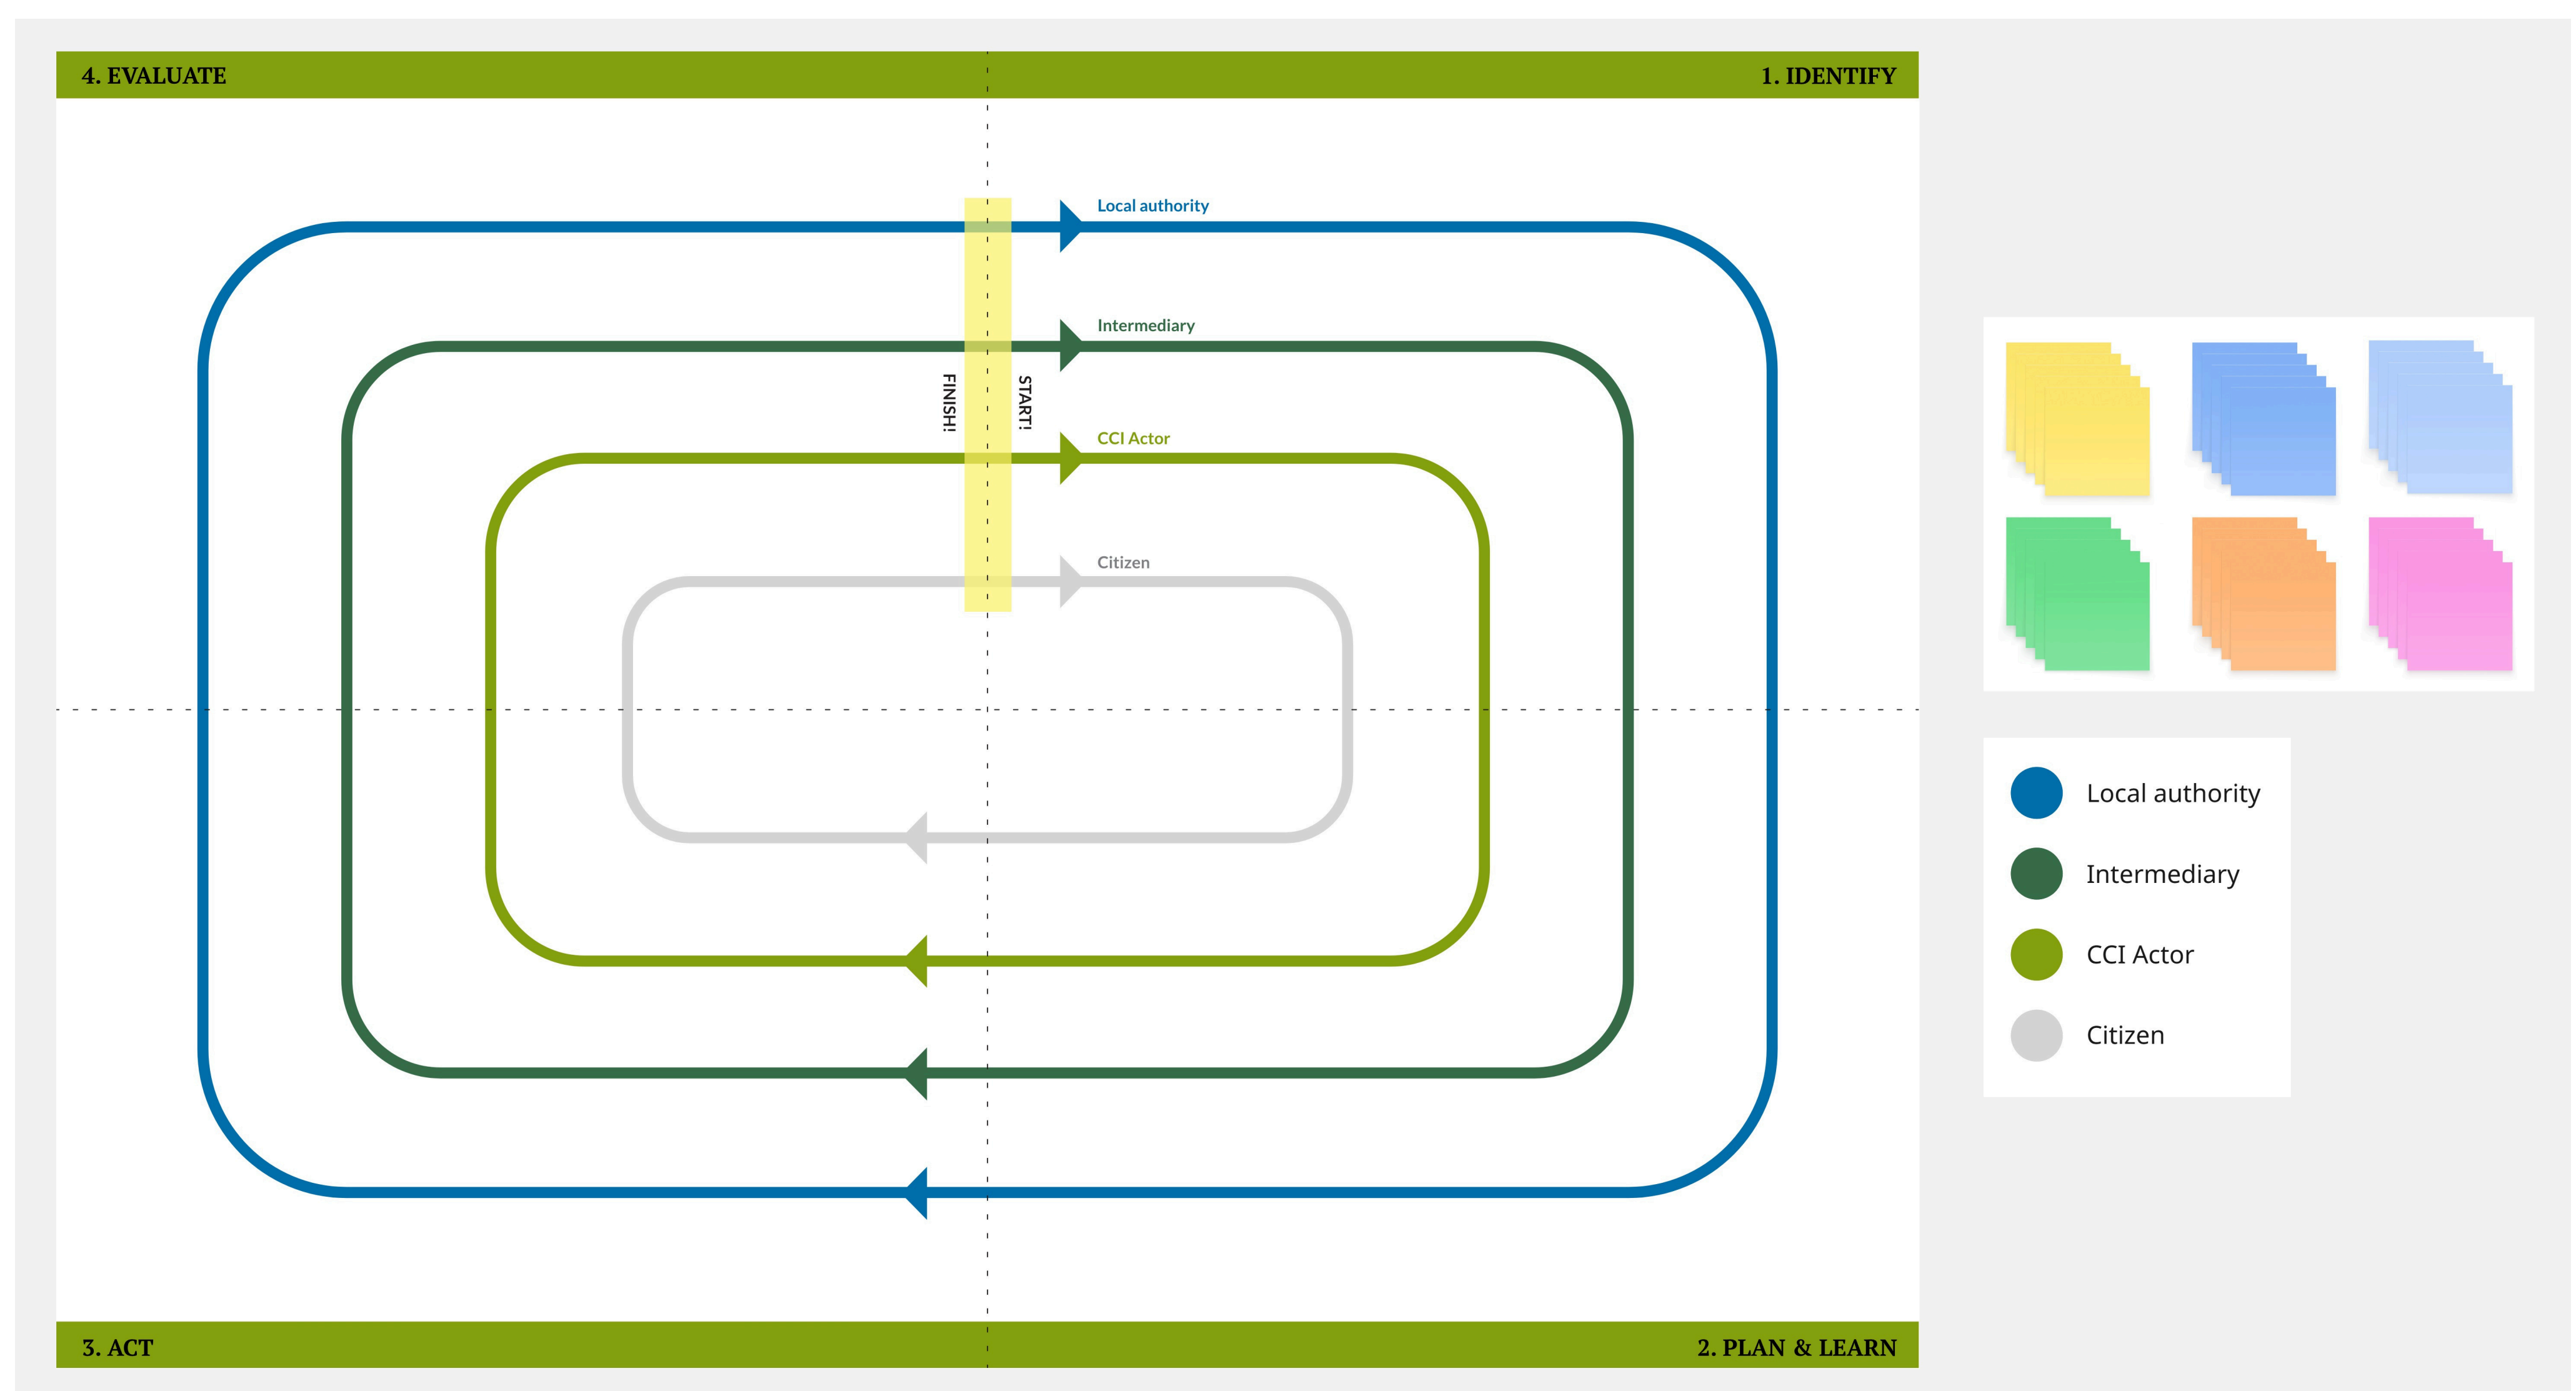 4. EVALUATE
1. IDENTIFY
Local authority
Intermediary
FINISH!
START!
CCI Actor
Citizen
3. ACT
2. PLAN & LEARN
Local authority
Intermediary
CCI Actor
Citizen